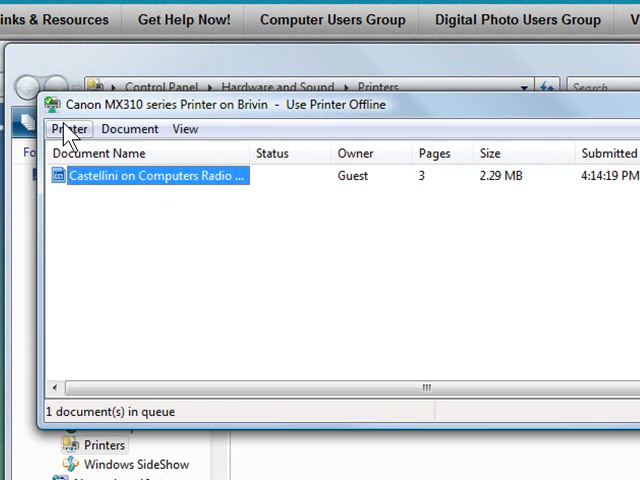 inks & Resources Get Help Now! Computer Users Group Digital Photo Users Group V
Control Panel Hardware and Sound Printers Search
Canon MX310 series Printer on Brivin - Use Printer Offline
Printer Document View
Fo
Document Name Status Owner Pages Size Submitted
Castellini on Computers Radio ... Guest 3 2.29 MB 4:14:19 PM
1 document(s) in queue
Printers
Windows SideShow